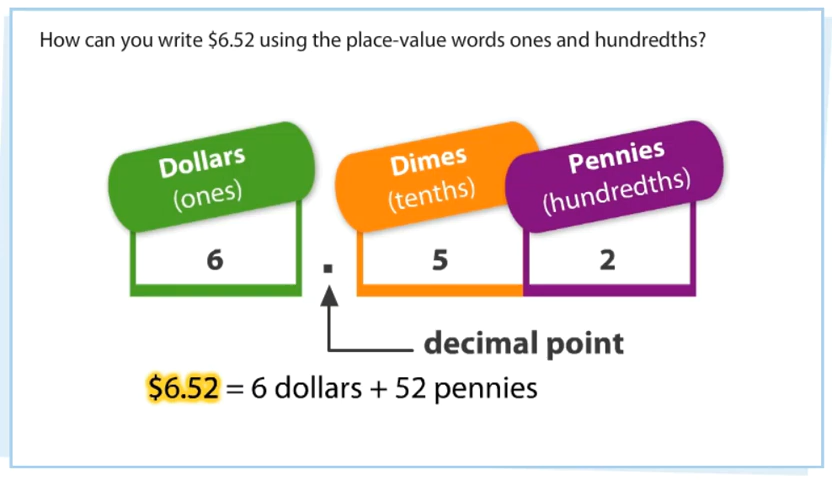 How can you write $6.52 using the place-value words ones and hundredths?
Dollars
(ones)
Dimes
(tenths)
Pennies
(hundredths)
6 . 5 2
decimal point
$6.52 = 6 dollars + 52 pennies